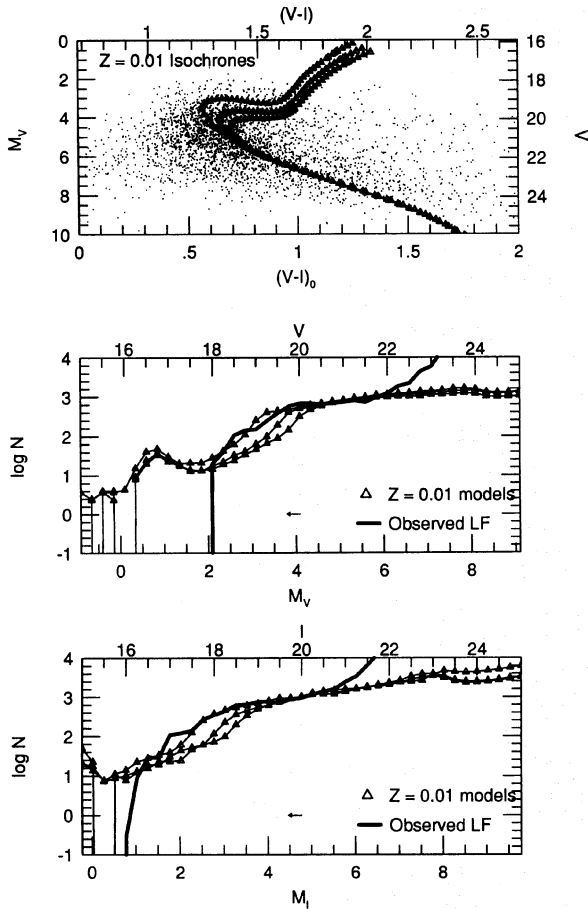 (V-I)
1 1.5 2 2.5
0 2 4 6 8 10
M_V
Z = 0.01 Isochrones
16 18 20 22 24
V
0 .5 1 1.5 2
(V-I)₀
V
16 18 20 22 24
4 3 2 1 0 -1
log N
△ Z = 0.01 models
Observed LF
←
0 2 4 6 8
M_V
I
16 18 20 22 24
4 3 2 1 0 -1
log N
△ Z = 0.01 models
Observed LF
←
0 2 4 6 8
M_I